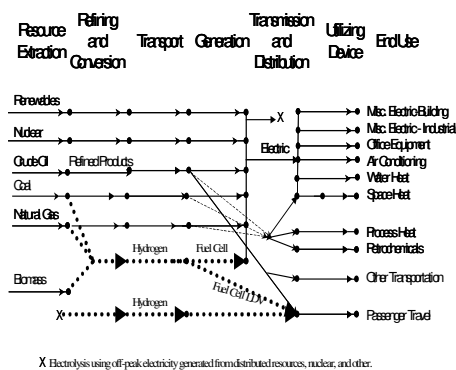 Resource Extraction
Refining and Conversion
Transport
Generation
Transmission and Distribution
Utilizing Device
End Use
Renewables
X
Misc. Electric-Building
Misc. Electric - Industrial
Nuclear
Electric
Office Equipment
Crude Oil
Refined Products
Air Conditioning
Water Heat
Coal
Space Heat
Natural Gas
Process Heat
Petrochemicals
Hydrogen
Fuel Cell
Biomass
Other Transportation
Fuel Cell LDV
Hydrogen
X
Passenger Travel
X Electrolysis using off-peak electricity generated from distributed resources, nuclear, and other.